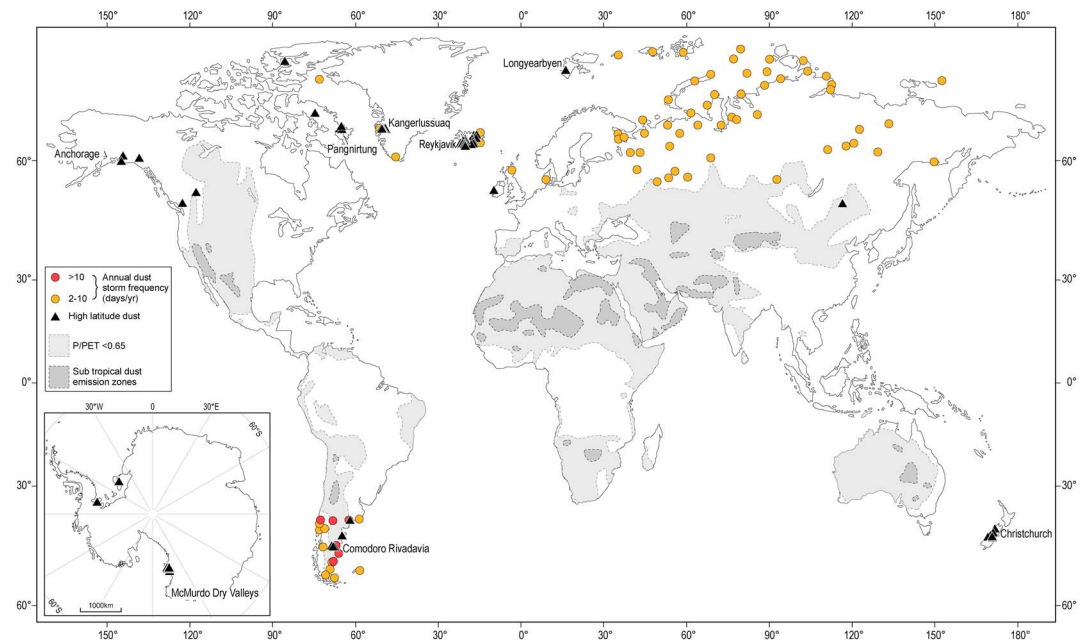 150° 120° 90° 60° 30° 0° 30° 60° 90° 120° 150° 180°
Longyearbyen
Kangerlussuaq
Pangnirtung
Reykjavik
Anchorage
60° 60°
30° 30°
>10 Annual dust
storm frequency
2-10 (days/yr)
High latitude dust
P/PET <0.65
Sub tropical dust
emission zones
0° 0°
30°W 0 30°E
60°S
30° 30°
Christchurch
Comodoro Rivadavia
McMurdo Dry Valleys
60°S
1000km
60° 60°
150° 120° 90° 60° 30° 0° 30° 60° 90° 120° 150° 180°